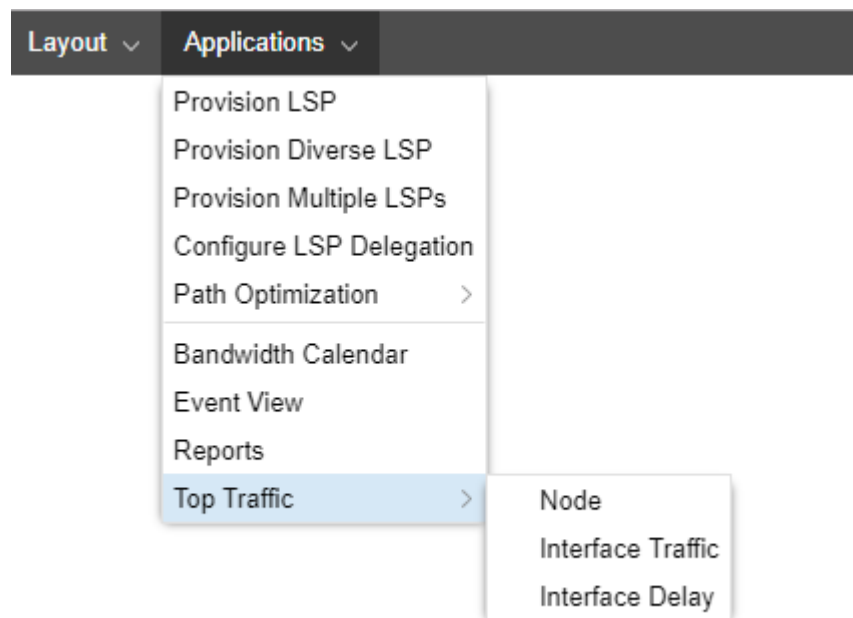 Layout Applications
Provision LSP
Provision Diverse LSP
Provision Multiple LSPs
Configure LSP Delegation
Path Optimization
Bandwidth Calendar
Event View
Reports
Top Traffic
Node
Interface Traffic
Interface Delay